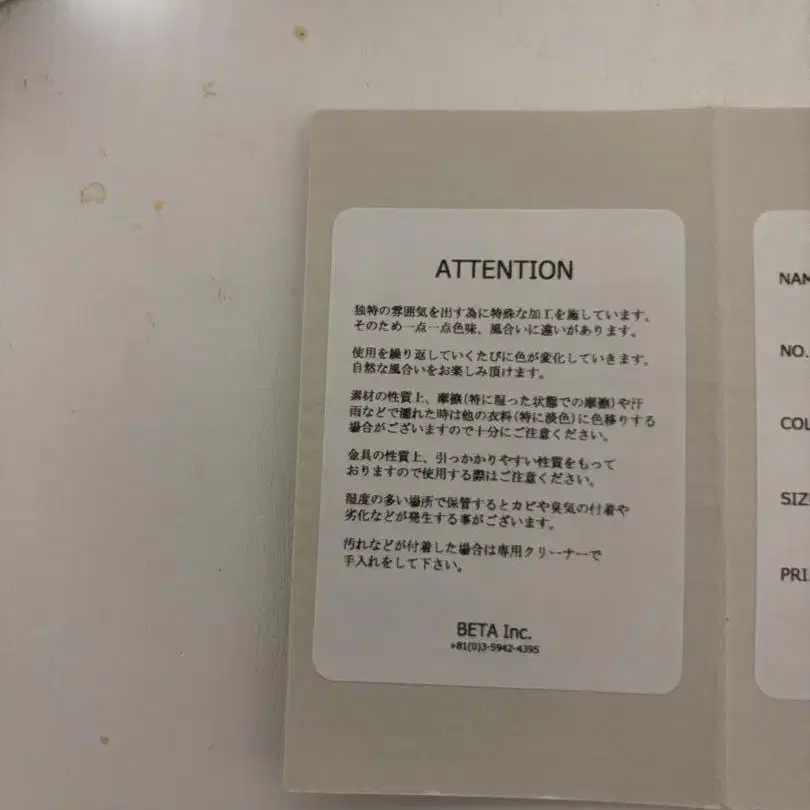 ATTENTION
独特の雰囲気を出す為に特殊な加工を施しています。
そのため一点一点色味、風合いに違いがあります。
使用を繰り返していくたびに色が変化していきます。
自然な風合いをお楽しみ頂けます。
素材の性質上、摩擦(特に湿った状態での摩擦)や汗
雨などで濡れた時は他の衣料(特に淡色)に色移りする
場合がございますので十分にご注意ください。
金具の性質上、引っかかりやすい性質をもって
おりますので使用する際はご注意ください。
湿度の多い場所で保管するとカビや臭気の付着や
劣化などが発生する事がございます。
汚れなどが付着した場合は専用クリーナーで
手入れをして下さい。
BETA Inc.
+81(0)3-5942-4395
NAM
NO.
COL
SIZ
PRI